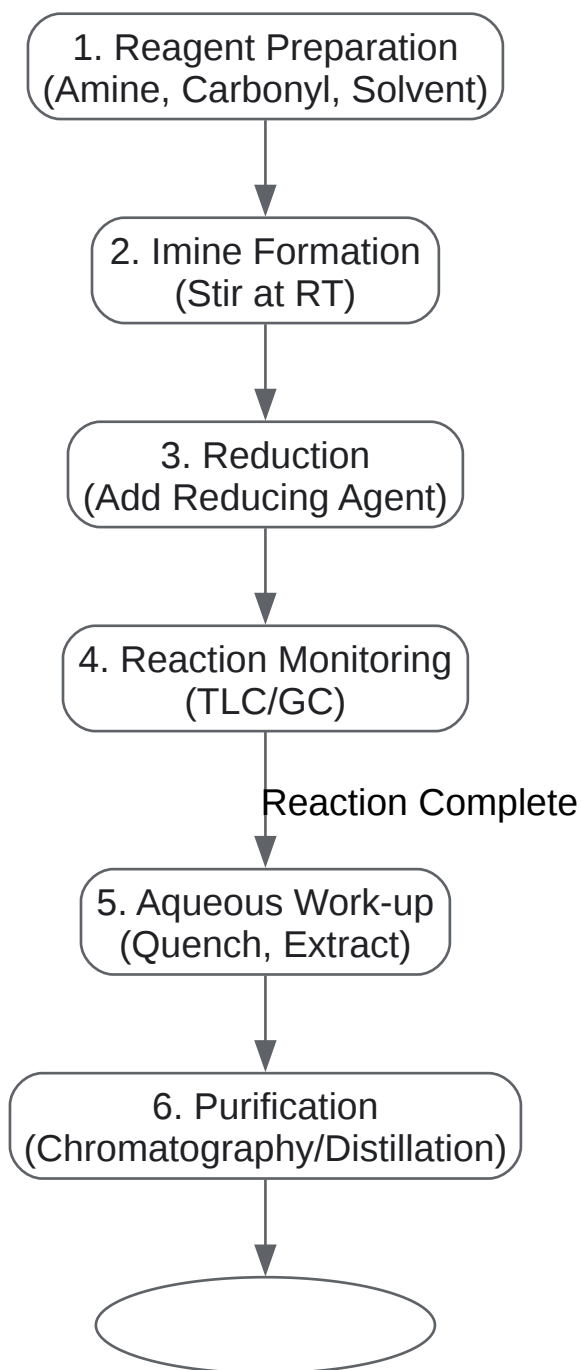 1. Reagent Preparation
(Amine, Carbonyl, Solvent)
2. Imine Formation
(Stir at RT)
3. Reduction
(Add Reducing Agent)
4. Reaction Monitoring
(TLC/GC)
Reaction Complete
5. Aqueous Work-up
(Quench, Extract)
6. Purification
(Chromatography/Distillation)